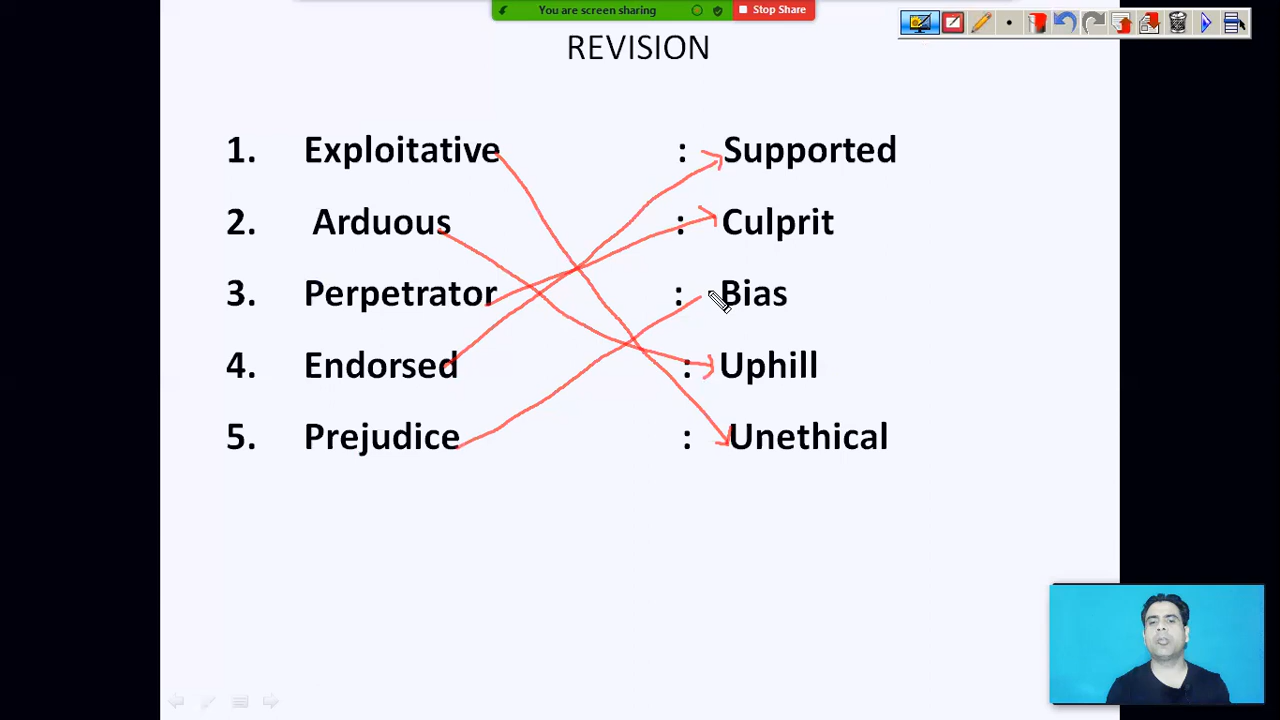 You are screen sharing Stop Share
REVISION
1. Exploitative : Supported
2. Arduous : Culprit
3. Perpetrator : Bias
4. Endorsed : Uphill
5. Prejudice : Unethical